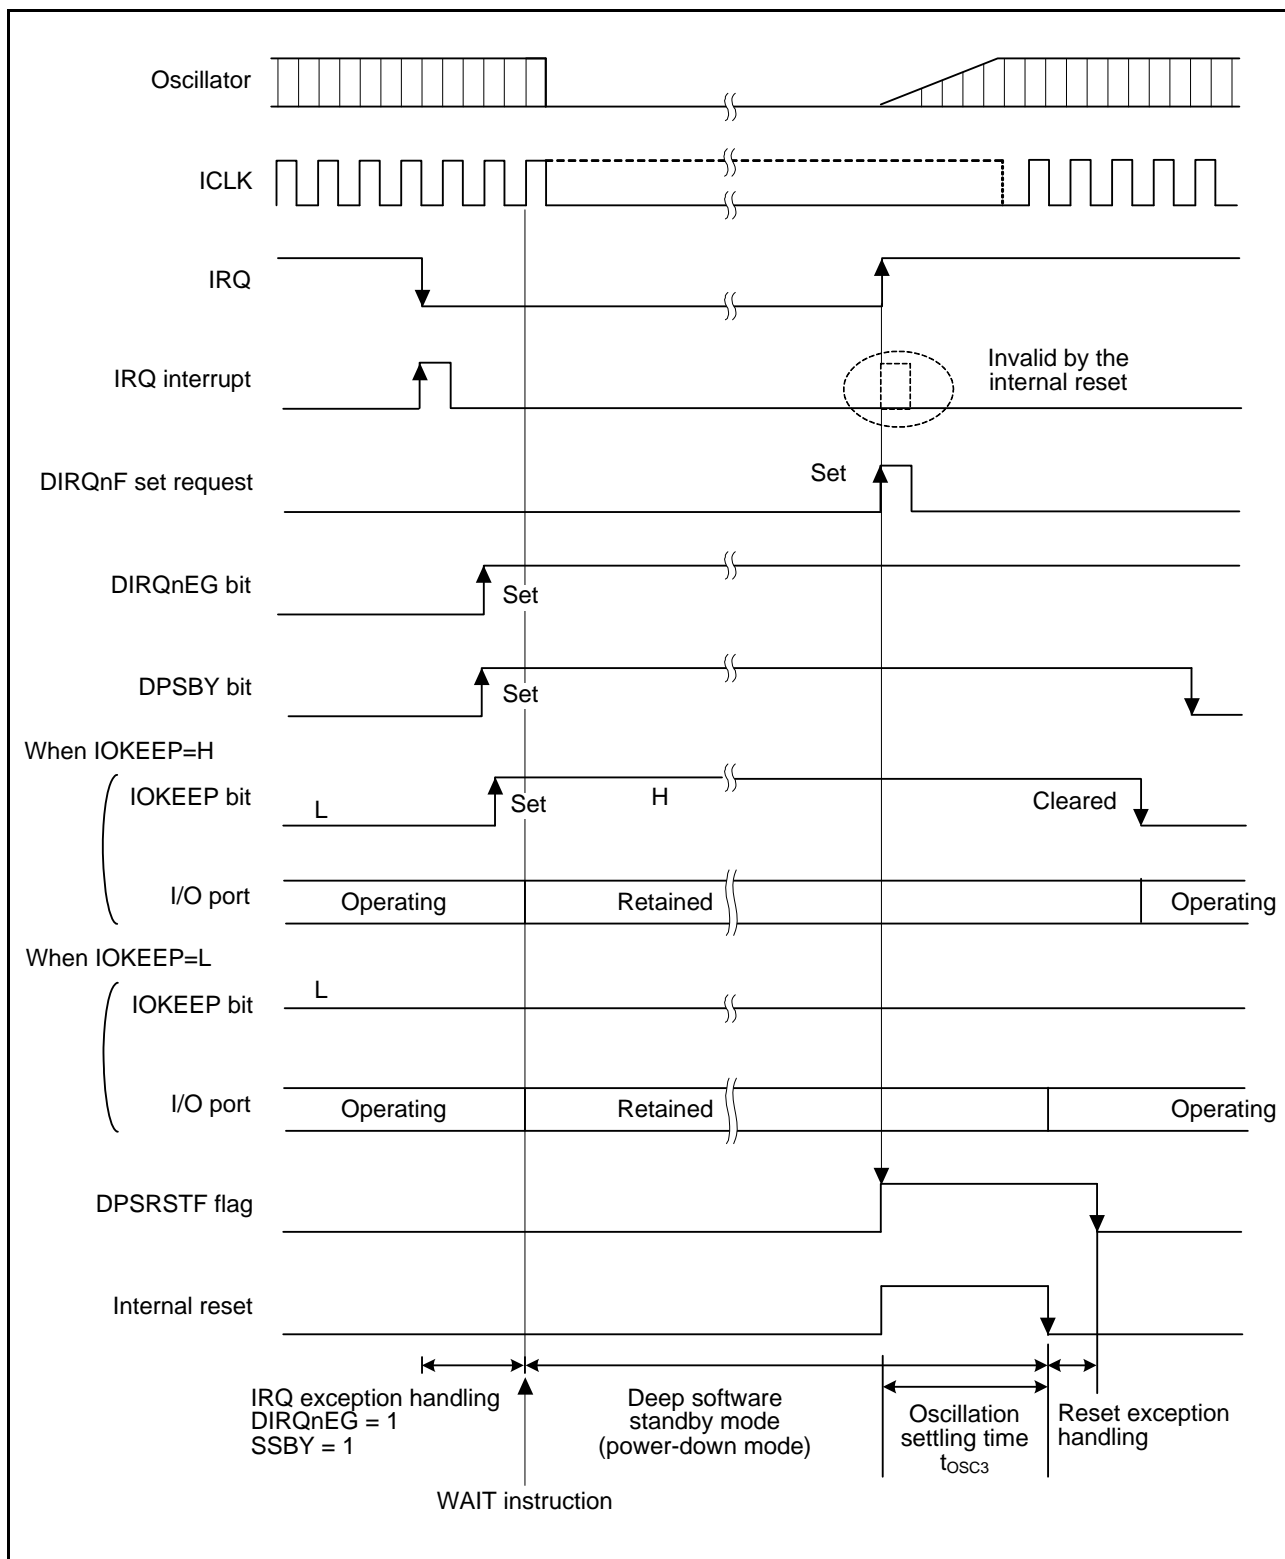 Oscillator
ICLK
IRQ
IRQ interrupt
Invalid by the
internal reset
DIRQnF set request
Set
DIRQnEG bit
Set
DPSBY bit
Set
When IOKEEP=H
IOKEEP bit
L
Set
H
Cleared
I/O port
Operating
Retained
Operating
When IOKEEP=L
IOKEEP bit
L
I/O port
Operating
Retained
Operating
DPSRSTF flag
Internal reset
IRQ exception handling
DIRQnEG = 1
SSBY = 1
Deep software
standby mode
(power-down mode)
Oscillation
settling time
tOSC3
Reset exception
handling
WAIT instruction